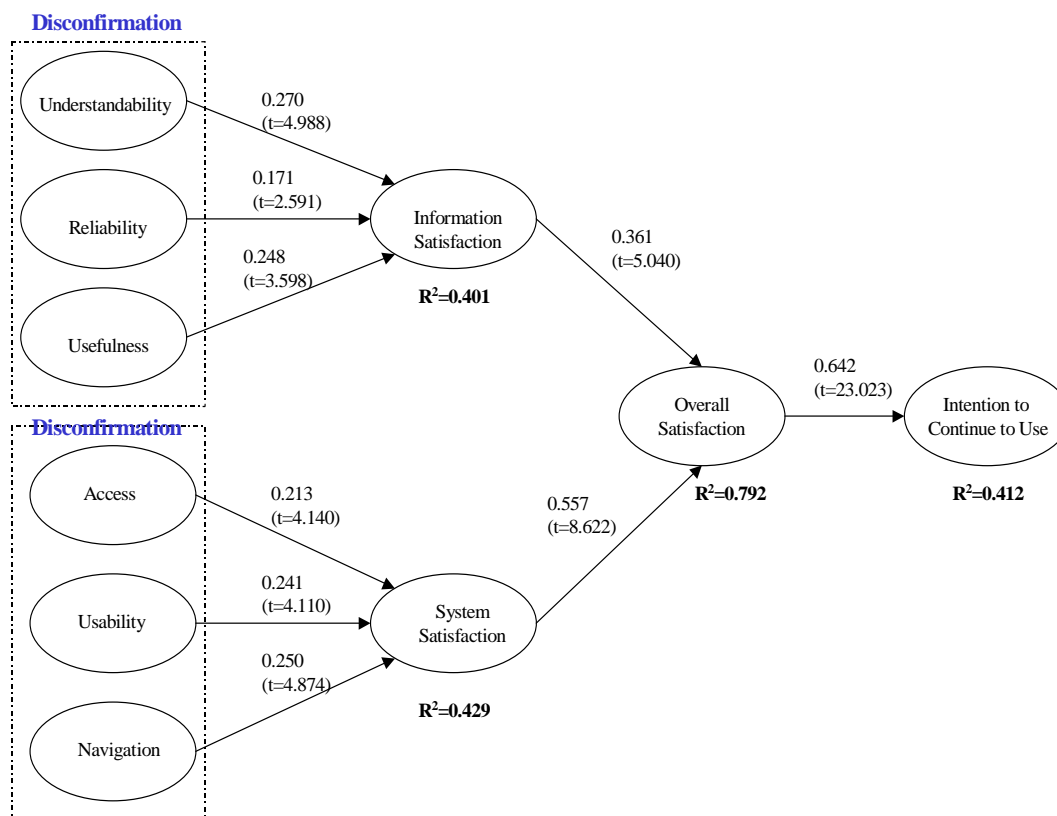 Disconfirmation
Understandability
0.270
(t=4.988)
Reliability
0.171
(t=2.591)
Information
Satisfaction
Usefulness
0.248
(t=3.598)
R²=0.401
0.361
(t=5.040)
Overall
Satisfaction
R²=0.792
0.642
(t=23.023)
Intention to
Continue to Use
R²=0.412
Disconfirmation
Access
0.213
(t=4.140)
Usability
0.241
(t=4.110)
System
Satisfaction
Navigation
0.250
(t=4.874)
R²=0.429
0.557
(t=8.622)